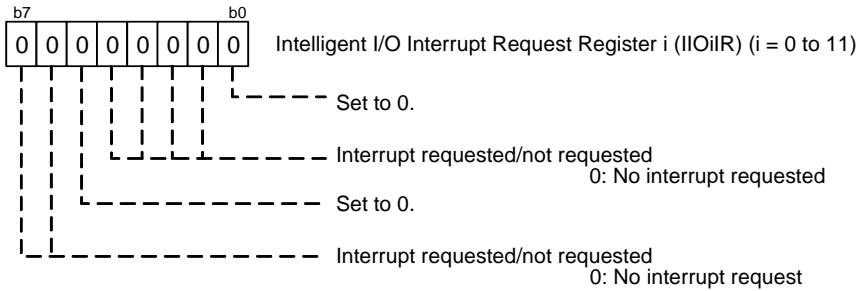 b7 b0
0 0 0 0 0 0 0 0 Intelligent I/O Interrupt Request Register i (IIOiIR) (i = 0 to 11)
Set to 0.
Interrupt requested/not requested
0: No interrupt requested
Set to 0.
Interrupt requested/not requested
0: No interrupt request